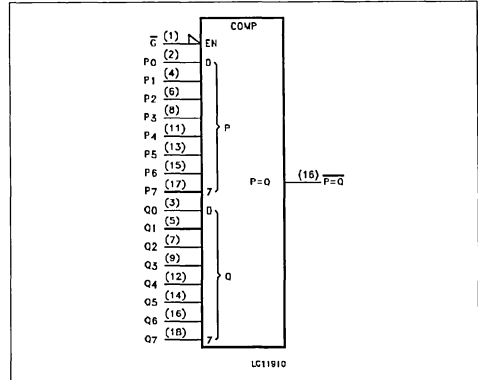 COMP
G (1) EN
P0 (2) 0
P1 (4)
P2 (6)
P3 (8)
P4 (11) P
P5 (13)
P6 (15)
P7 (17) 7 P=Q (16) P=Q
Q0 (3) 0
Q1 (5)
Q2 (7)
Q3 (9)
Q4 (12) Q
Q5 (14)
Q6 (16)
Q7 (18) 7
LC11910